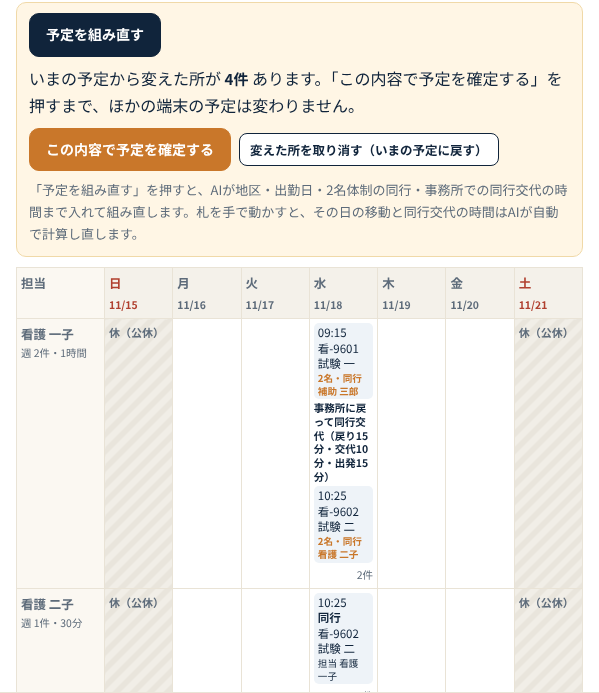 予定を組み直す
いまの予定から変えた所が 4件 あります。「この内容で予定を確定する」を
押すまで、ほかの端末の予定は変わりません。
この内容で予定を確定する
変えた所を取り消す（いまの予定に戻す）
「予定を組み直す」を押すと、AIが地区・出勤日・2名体制の同行・事務所での同行交代の時
間まで入れて組み直します。札を手で動かすと、その日の移動と同行交代の時間はAIが自動
で計算し直します。
担当
日
11/15
月
11/16
火
11/17
水
11/18
木
11/19
金
11/20
土
11/21
看護 一子
週 2件・1時間
休（公休）
09:15
看-9601
試験 一
2名・同行
補助 三郎
事務所に戻
って同行交
代（戻り15
分・交代10
分・出発15
分）
10:25
看-9602
試験 二
2名・同行
看護 二子
2件
休（公休）
看護 二子
週 1件・30分
休（公休）
10:25
同行
看-9602
試験 二
担当 看護
一子
休（公休）